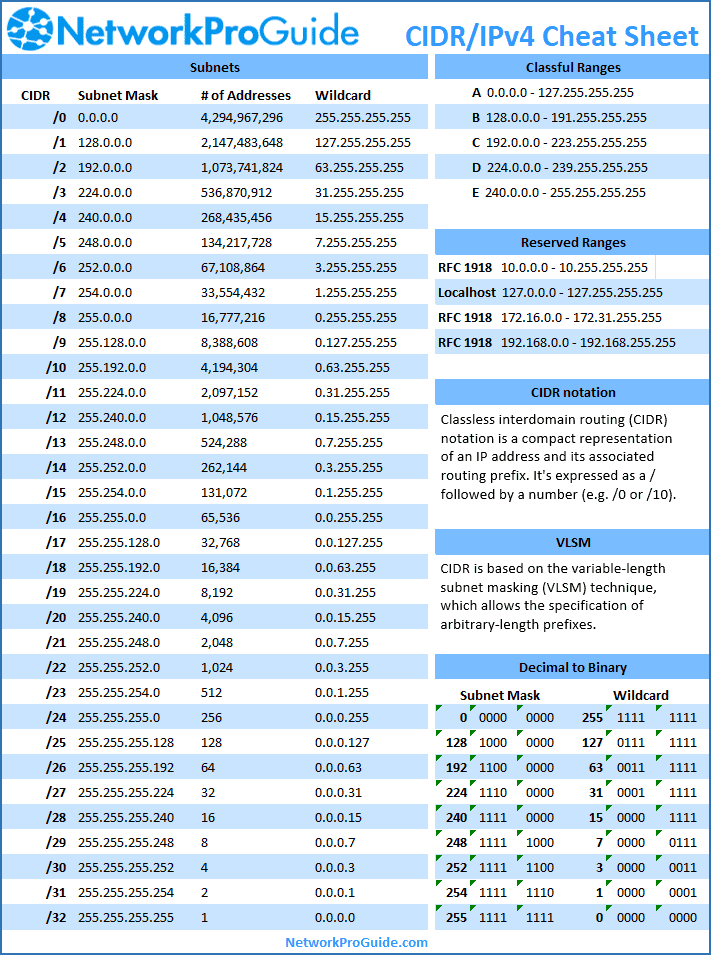 NetworkProGuide
CIDR/IPv4 Cheat Sheet
Subnets
CIDR Subnet Mask # of Addresses Wildcard
/0 0.0.0.0 4,294,967,296 255.255.255.255
/1 128.0.0.0 2,147,483,648 127.255.255.255
/2 192.0.0.0 1,073,741,824 63.255.255.255
/3 224.0.0.0 536,870,912 31.255.255.255
/4 240.0.0.0 268,435,456 15.255.255.255
/5 248.0.0.0 134,217,728 7.255.255.255
/6 252.0.0.0 67,108,864 3.255.255.255
/7 254.0.0.0 33,554,432 1.255.255.255
/8 255.0.0.0 16,777,216 0.255.255.255
/9 255.128.0.0 8,388,608 0.127.255.255
/10 255.192.0.0 4,194,304 0.63.255.255
/11 255.224.0.0 2,097,152 0.31.255.255
/12 255.240.0.0 1,048,576 0.15.255.255
/13 255.248.0.0 524,288 0.7.255.255
/14 255.252.0.0 262,144 0.3.255.255
/15 255.254.0.0 131,072 0.1.255.255
/16 255.255.0.0 65,536 0.0.255.255
/17 255.255.128.0 32,768 0.0.127.255
/18 255.255.192.0 16,384 0.0.63.255
/19 255.255.224.0 8,192 0.0.31.255
/20 255.255.240.0 4,096 0.0.15.255
/21 255.255.248.0 2,048 0.0.7.255
/22 255.255.252.0 1,024 0.0.3.255
/23 255.255.254.0 512 0.0.1.255
/24 255.255.255.0 256 0.0.0.255
/25 255.255.255.128 128 0.0.0.127
/26 255.255.255.192 64 0.0.0.63
/27 255.255.255.224 32 0.0.0.31
/28 255.255.255.240 16 0.0.0.15
/29 255.255.255.248 8 0.0.0.7
/30 255.255.255.252 4 0.0.0.3
/31 255.255.255.254 2 0.0.0.1
/32 255.255.255.255 1 0.0.0.0
Classful Ranges
A 0.0.0.0 - 127.255.255.255
B 128.0.0.0 - 191.255.255.255
C 192.0.0.0 - 223.255.255.255
D 224.0.0.0 - 239.255.255.255
E 240.0.0.0 - 255.255.255.255
Reserved Ranges
RFC 1918 10.0.0.0 - 10.255.255.255
Localhost 127.0.0.0 - 127.255.255.255
RFC 1918 172.16.0.0 - 172.31.255.255
RFC 1918 192.168.0.0 - 192.168.255.255
CIDR notation
Classless interdomain routing (CIDR)
notation is a compact representation
of an IP address and its associated
routing prefix. It's expressed as a /
followed by a number (e.g. /0 or /10).
VLSM
CIDR is based on the variable-length
subnet masking (VLSM) technique,
which allows the specification of
arbitrary-length prefixes.
Decimal to Binary
Subnet Mask Wildcard
0 0000 0000 255 1111 1111
128 1000 0000 127 0111 1111
192 1100 0000 63 0011 1111
224 1110 0000 31 0001 1111
240 1111 0000 15 0000 1111
248 1111 1000 7 0000 0111
252 1111 1100 3 0000 0011
254 1111 1110 1 0000 0001
255 1111 1111 0 0000 0000
NetworkProGuide.com